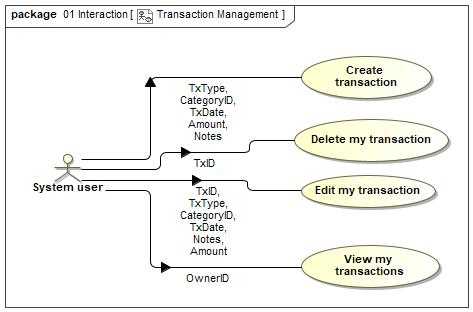 package 01 Interaction [ Transaction Management ]
Create
transaction
TxType,
CategoryID,
TxDate,
Amount,
Notes
Delete my transaction
TxID
System user
Edit my transaction
TxID,
TxType,
CategoryID,
TxDate,
Notes,
Amount
View my
transactions
OwnerID